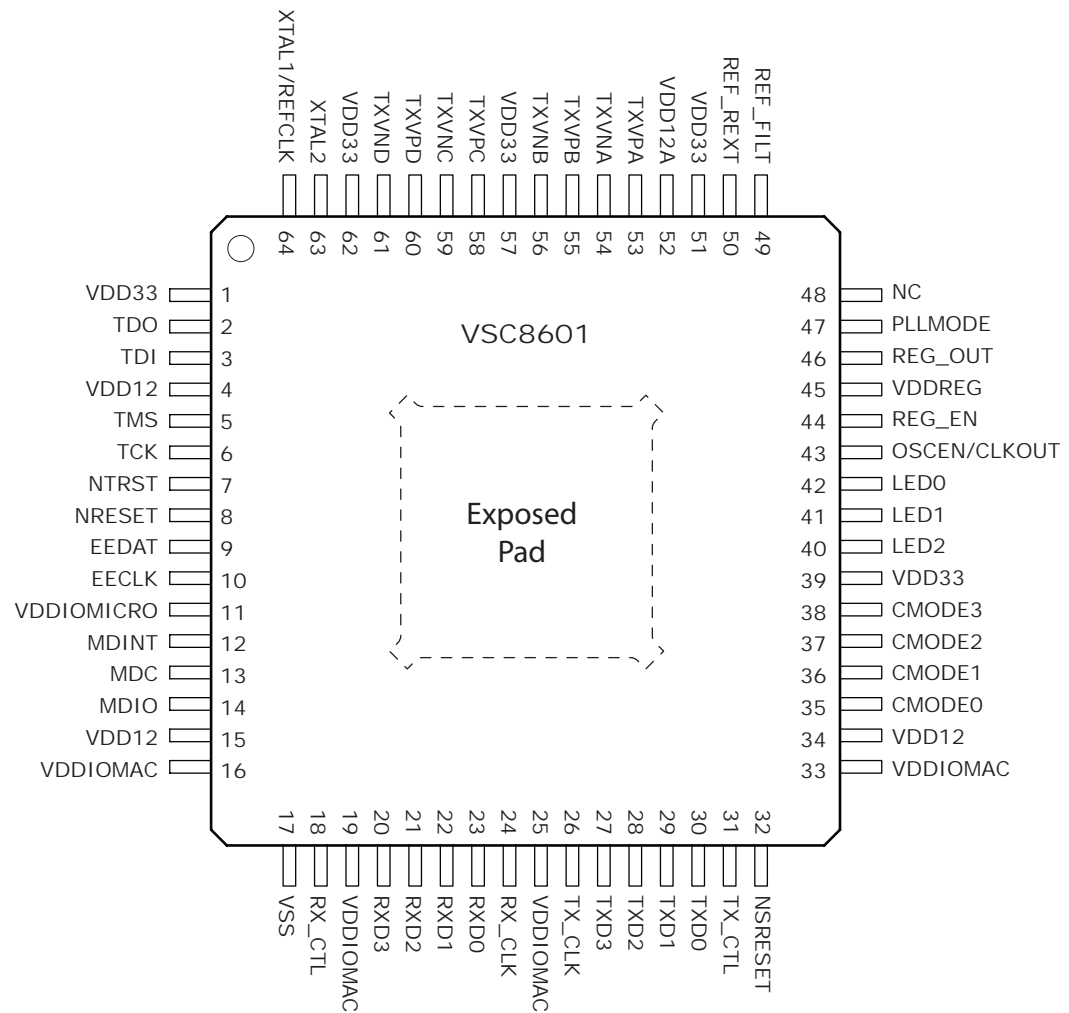 XTAL1/REFCLK
XTAL2
VDD33
TXVND
TXVPD
TXVNC
TXVPC
VDD33
TXVNB
TXVPB
TXVNA
TXVPA
VDD12A
VDD33
REF_REXT
REF_FILT
64
63
62
61
60
59
58
57
56
55
54
53
52
51
50
49
VSC8601
Exposed
Pad
VDD33 1
TDO 2
TDI 3
VDD12 4
TMS 5
TCK 6
NTRST 7
NRESET 8
EEDAT 9
EECLK 10
VDDIOMICRO 11
MDINT 12
MDC 13
MDIO 14
VDD12 15
VDDIOMAC 16
48 NC
47 PLLMODE
46 REG_OUT
45 VDDREG
44 REG_EN
43 OSCEN/CLKOUT
42 LED0
41 LED1
40 LED2
39 VDD33
38 CMODE3
37 CMODE2
36 CMODE1
35 CMODE0
34 VDD12
33 VDDIOMAC
17
18
19
20
21
22
23
24
25
26
27
28
29
30
31
32
VSS
RX_CTL
VDDIOMAC
RXD3
RXD2
RXD1
RXD0
RX_CLK
VDDIOMAC
TX_CLK
TXD3
TXD2
TXD1
TXD0
TX_CTL
NSRESET